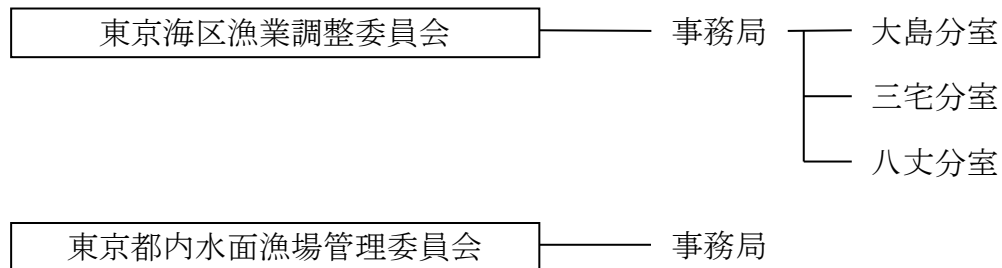 東京海区漁業調整委員会 事務局 大島分室
三宅分室
八丈分室
東京都内水面漁場管理委員会 事務局